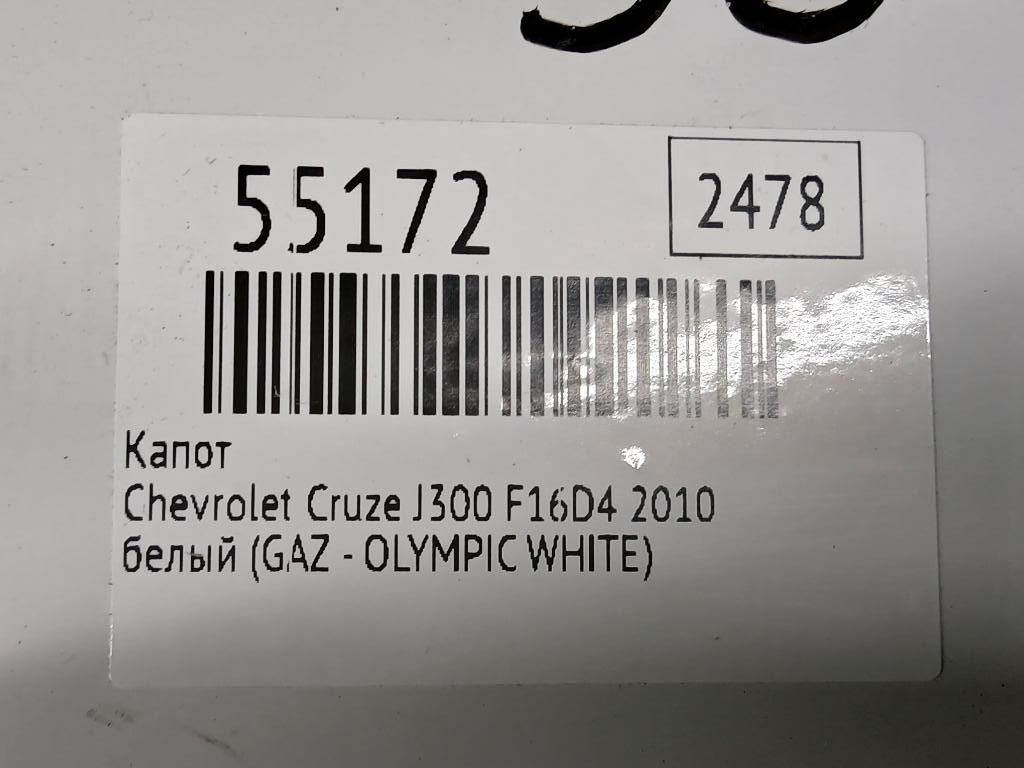 55172
2478
Капот
Chevrolet Cruze J300 F16D4 2010
белый (GAZ - OLYMPIC WHITE)